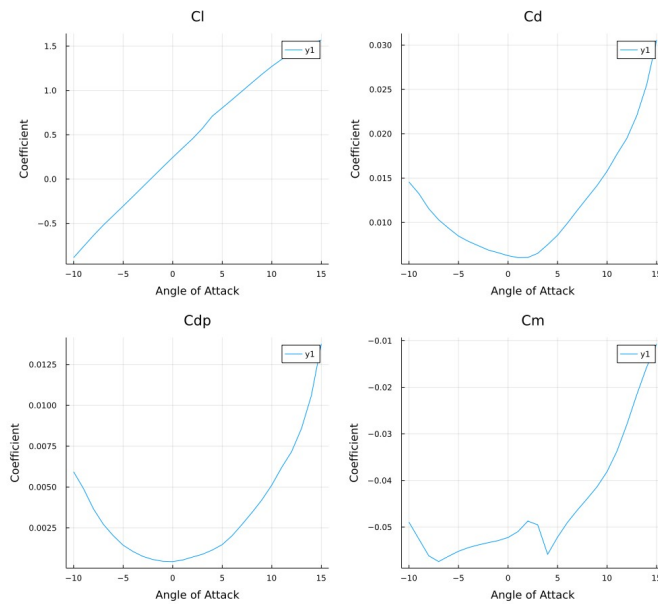 Cl
y1
1.5
1.0
0.5
0.0
−0.5
−10
−5
0
5
10
15
Coefficient
Angle of Attack
Cd
y1
0.030
0.025
0.020
0.015
0.010
−10
−5
0
5
10
15
Coefficient
Angle of Attack
Cdp
y1
0.0125
0.0100
0.0075
0.0050
0.0025
−10
−5
0
5
10
15
Coefficient
Angle of Attack
Cm
y1
−0.01
−0.02
−0.03
−0.04
−0.05
−10
−5
0
5
10
15
Coefficient
Angle of Attack